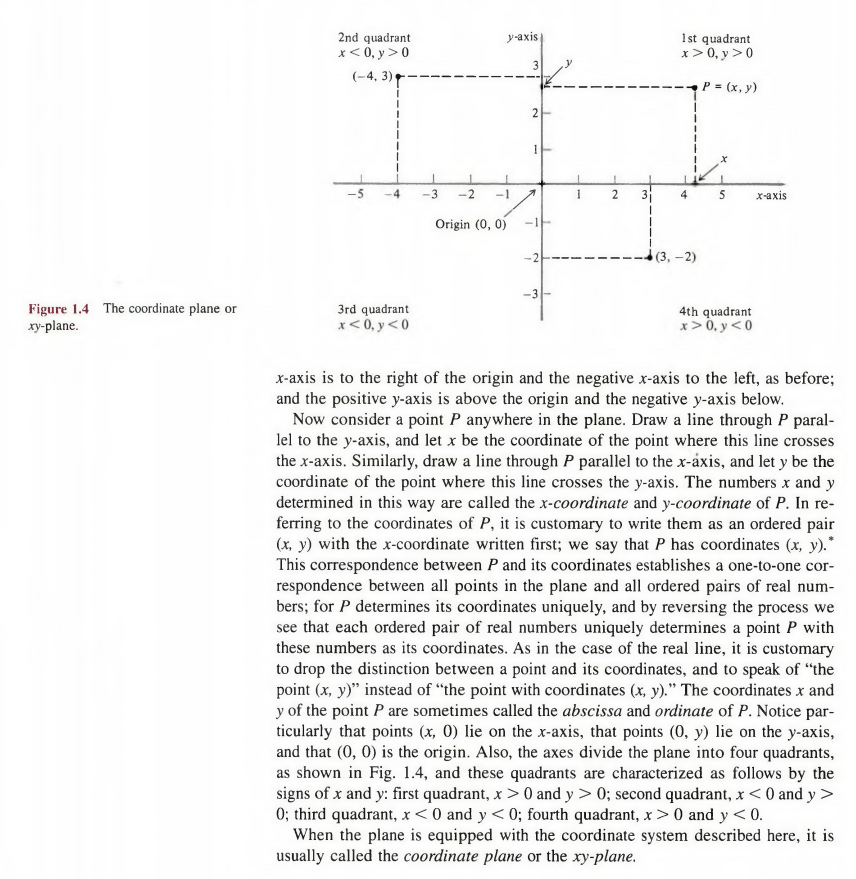 2nd quadrant
x < 0, y > 0
y-axis
1st quadrant
x > 0, y > 0
(−4, 3)
3
y
P = (x, y)
2
1
x
−5 −4 −3 −2 −1 1 2 3 4 5 x-axis
Origin (0, 0)
−1
−2
(3, −2)
−3
3rd quadrant
x < 0, y < 0
4th quadrant
x > 0, y < 0
Figure 1.4 The coordinate plane or
xy-plane.
x-axis is to the right of the origin and the negative x-axis to the left, as before;
and the positive y-axis is above the origin and the negative y-axis below.
Now consider a point P anywhere in the plane. Draw a line through P paral-
lel to the y-axis, and let x be the coordinate of the point where this line crosses
the x-axis. Similarly, draw a line through P parallel to the x-axis, and let y be the
coordinate of the point where this line crosses the y-axis. The numbers x and y
determined in this way are called the x-coordinate and y-coordinate of P. In re-
ferring to the coordinates of P, it is customary to write them as an ordered pair
(x, y) with the x-coordinate written first; we say that P has coordinates (x, y).*
This correspondence between P and its coordinates establishes a one-to-one cor-
respondence between all points in the plane and all ordered pairs of real num-
bers; for P determines its coordinates uniquely, and by reversing the process we
see that each ordered pair of real numbers uniquely determines a point P with
these numbers as its coordinates. As in the case of the real line, it is customary
to drop the distinction between a point and its coordinates, and to speak of “the
point (x, y)” instead of “the point with coordinates (x, y).” The coordinates x and
y of the point P are sometimes called the abscissa and ordinate of P. Notice par-
ticularly that points (x, 0) lie on the x-axis, that points (0, y) lie on the y-axis,
and that (0, 0) is the origin. Also, the axes divide the plane into four quadrants,
as shown in Fig. 1.4, and these quadrants are characterized as follows by the
signs of x and y: first quadrant, x > 0 and y > 0; second quadrant, x < 0 and y >
0; third quadrant, x < 0 and y < 0; fourth quadrant, x > 0 and y < 0.
When the plane is equipped with the coordinate system described here, it is
usually called the coordinate plane or the xy-plane.